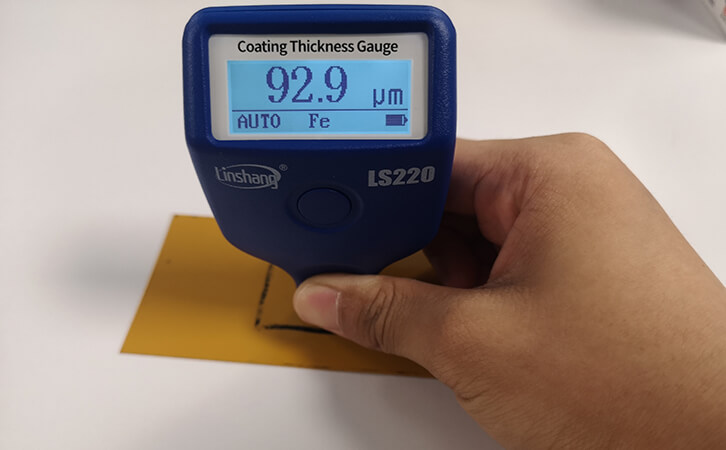 Coating Thickness Gauge
92.9 μm
AUTO Fe
Linshang®
LS220